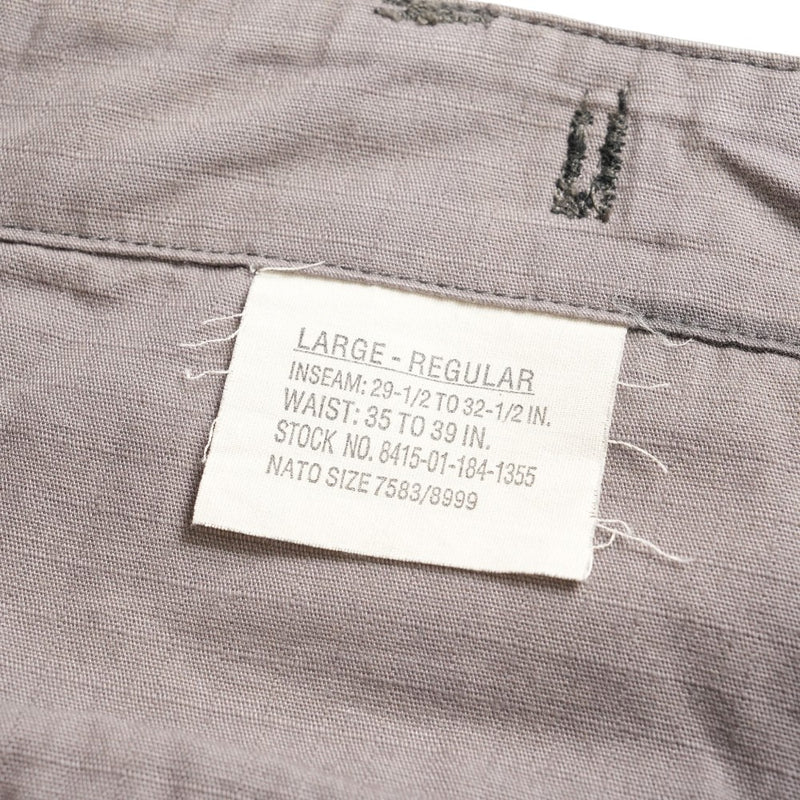 LARGE - REGULAR
INSEAM: 29-1/2 TO 32-1/2 IN.
WAIST: 35 TO 39 IN.
STOCK NO. 8415-01-184-1355
NATO SIZE 7583/8999